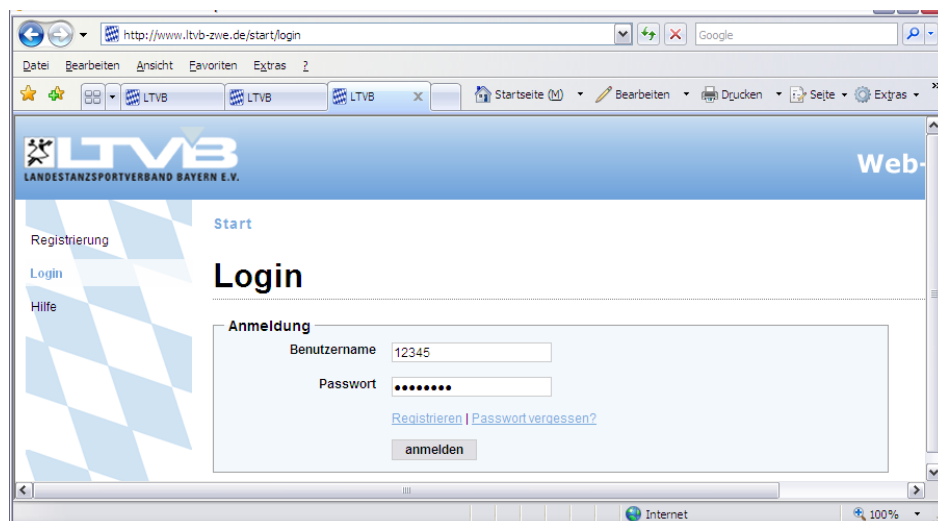 http://www.ltvb-zwe.de/start/login
Google
Datei Bearbeiten Ansicht Favoriten Extras ?
LTVB LTVB LTVB X Startseite (M) Bearbeiten Drucken Seite Extras »
LTVB
LANDESTANZSPORTVERBAND BAYERN E.V.
Web-
Start
Registrierung
Login
Hilfe
Login
Anmeldung
Benutzername 12345
Passwort ••••••••
Registrieren | Passwort vergessen?
anmelden
Internet 100%